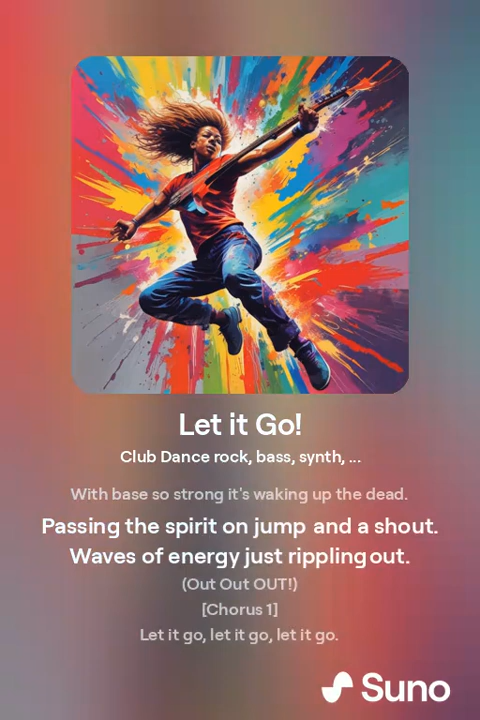 Let it Go!
Club Dance rock, bass, synth, ...
With base so strong it's waking up the dead.
Passing the spirit on jump and a shout.
Waves of energy just rippling out.
(Out Out OUT!)
[Chorus 1]
Let it go, let it go, let it go.
Suno